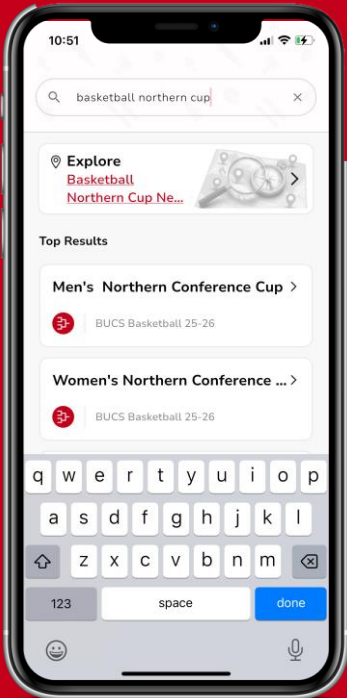 10:51
basketball northern cup
Explore
Basketball
Northern Cup Ne...
Top Results
Men's Northern Conference Cup
BUCS Basketball 25-26
Women's Northern Conference ...
BUCS Basketball 25-26
q w e r t y u i o p
a s d f g h j k l
z x c v b n m
123 space done